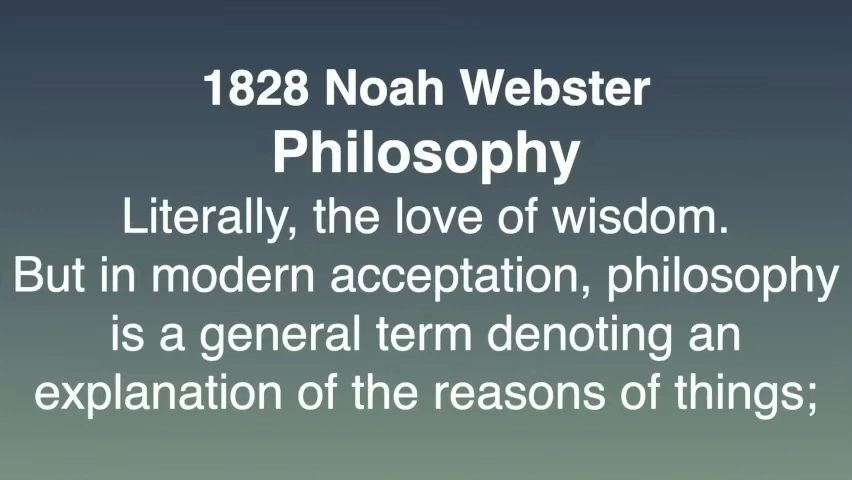 1828 Noah Webster
Philosophy
Literally, the love of wisdom.
But in modern acceptation, philosophy
is a general term denoting an
explanation of the reasons of things;